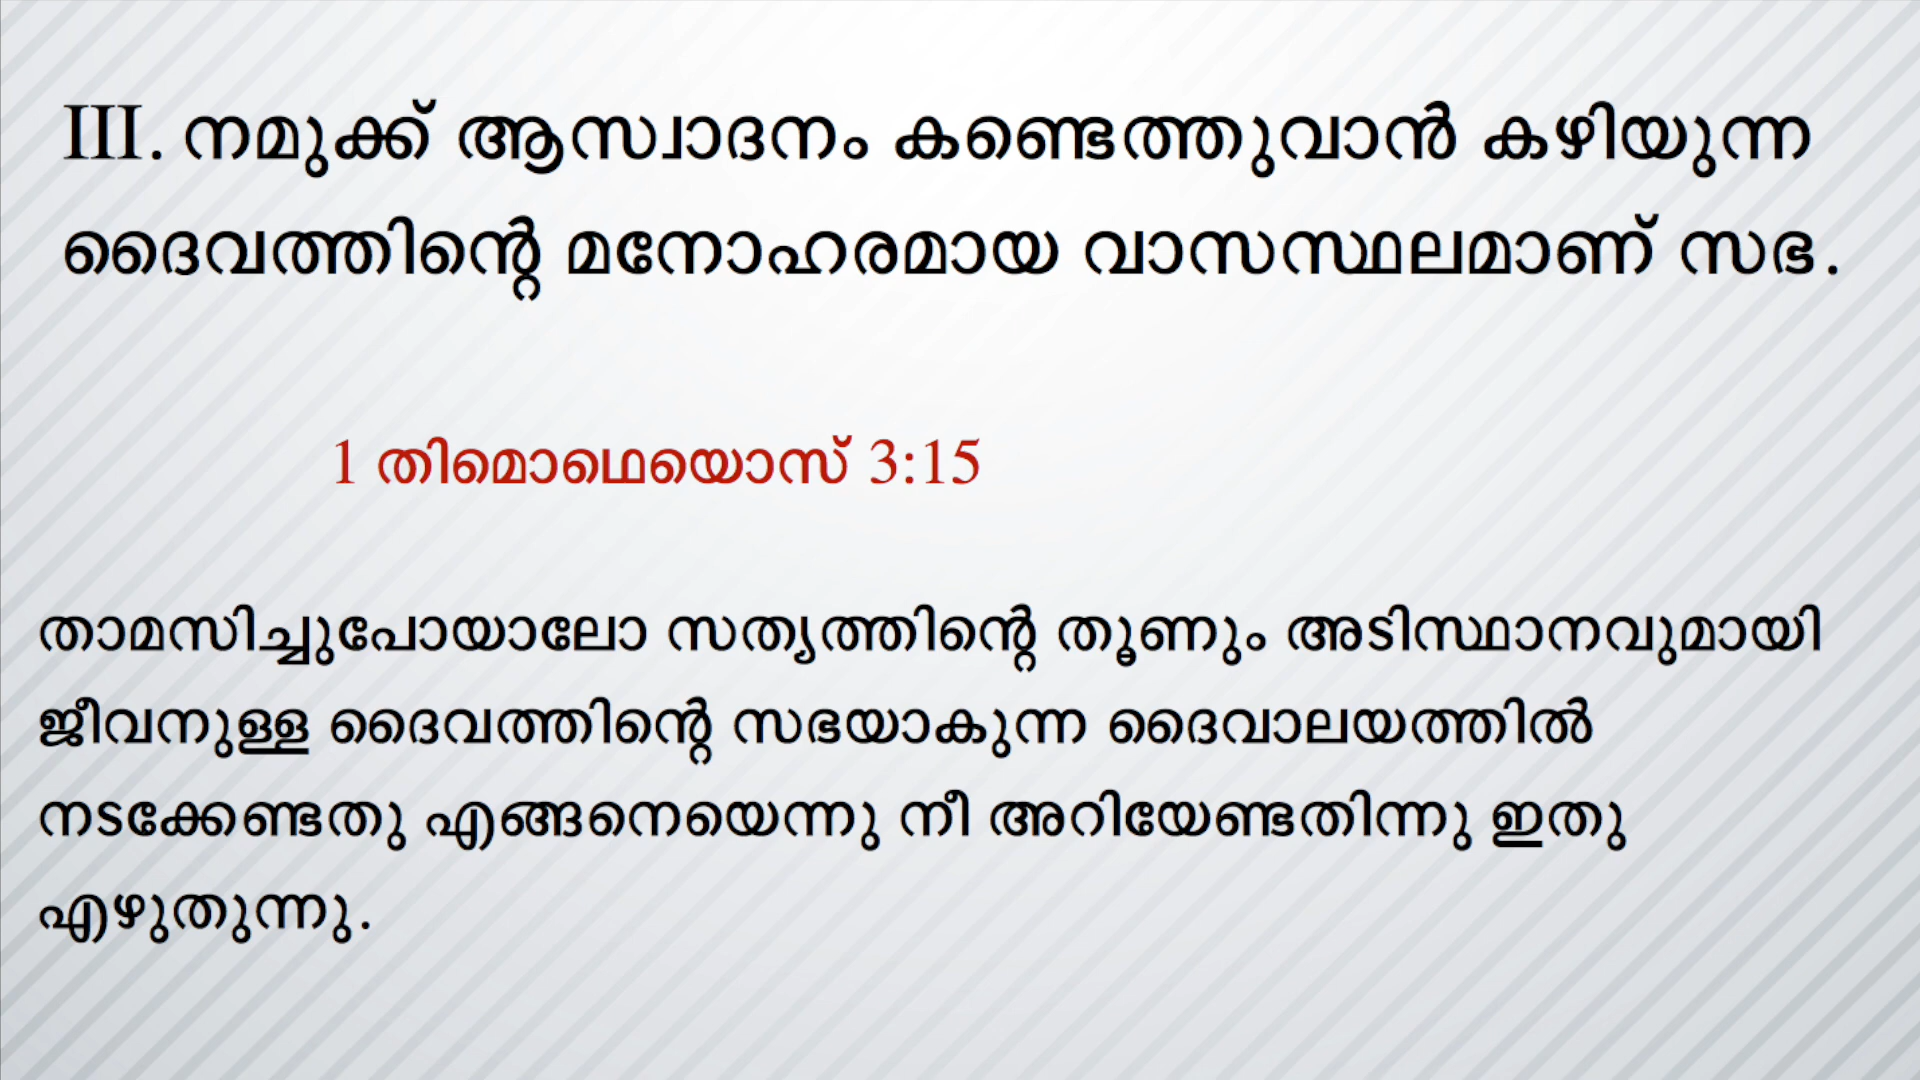 III. നമുക്ക് ആസ്വാദനം കണ്ടെത്തുവാൻ കഴിയുന്ന
ദൈവത്തിന്റെ മനോഹരമായ വാസസ്ഥലമാണ് സഭ.
1 തിമൊഥെയൊസ് 3:15
താമസിച്ചുപോയാലോ സത്യത്തിന്റെ തൂണും അടിസ്ഥാനവുമായി
ജീവനുള്ള ദൈവത്തിന്റെ സഭയാകുന്ന ദൈവാലയത്തിൽ
നടക്കേണ്ടതു എങ്ങനെയെന്നു നീ അറിയേണ്ടതിന്നു ഇതു
എഴുതുന്നു.